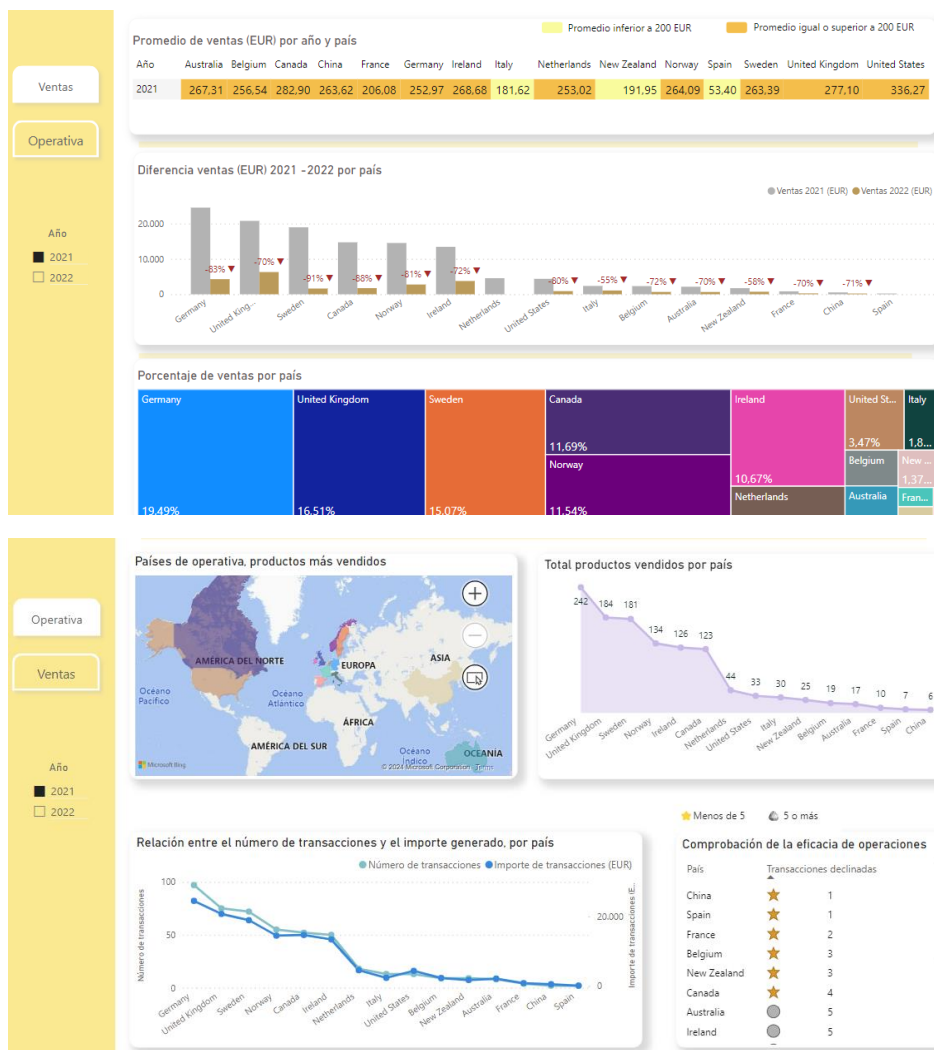 Promedio inferior a 200 EUR Promedio igual o superior a 200 EUR
Promedio de ventas (EUR) por año y país
Año Australia Belgium Canada China France Germany Ireland Italy Netherlands New Zealand Norway Spain Sweden United Kingdom United States
2021 267,31 256,54 282,90 263,62 206,08 252,97 268,68 181,62 253,02 191,95 264,09 53,40 263,39 277,10 336,27
Ventas
Operativa
Año
2021
2022
Diferencia ventas (EUR) 2021 -2022 por país
Ventas 2021 (EUR) Ventas 2022 (EUR)
20.000
10.000
0
-83% ▼ -70% ▼ -91% ▼ -88% ▼ -81% ▼ -72% ▼ -80% ▼ -55% ▼ -72% ▼ -70% ▼ -58% ▼ -70% ▼ -71% ▼
Germany United King... Sweden Canada Norway Ireland Netherlands United States Italy Belgium Australia New Zealand France China Spain
Porcentaje de ventas por país
Germany
19,49%
United Kingdom
16,51%
Sweden
15,07%
Canada
11,69%
Norway
11,54%
Ireland
10,67%
Netherlands
United St...
3,47%
Italy
1,8...
Belgium
New ...
1,37...
Australia
Fran...
Operativa
Ventas
Año
2021
2022
Países de operativa, productos más vendidos
AMÉRICA DEL NORTE
EUROPA
ASIA
Océano
Pacífico
Océano
Atlántico
ÁFRICA
AMÉRICA DEL SUR
Océano
Índico
OCEANÍA
Microsoft Bing
© 2024 Microsoft Corporation Terms
Total productos vendidos por país
242 184 181 134 126 123 44 33 30 25 19 17 10 7 6
Germany United Kingdom Sweden Norway Ireland Canada Netherlands United States Italy New Zealand Belgium Australia France Spain China
Relación entre el número de transacciones y el importe generado, por país
Número de transacciones Importe de transacciones (EUR)
Número de transacciones
100
50
0
20.000
0
Importe de transacciones (E...
Germany United Kingdom Sweden Norway Canada Ireland Netherlands Italy United States Belgium New Zealand Australia France China Spain
Menos de 5 5 o más
Comprobación de la eficacia de operaciones
País Transacciones declinadas
China 1
Spain 1
France 2
Belgium 3
New Zealand 3
Canada 4
Australia 5
Ireland 5